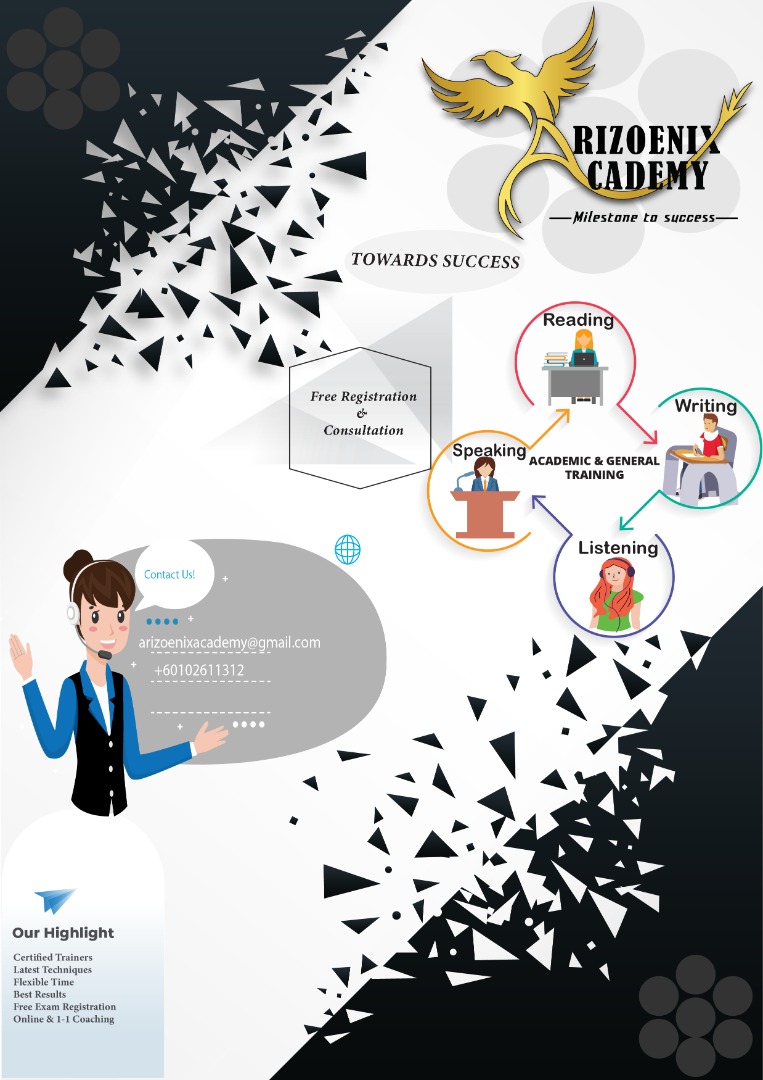 ARIZOENIX
ACADEMY
Milestone to success
TOWARDS SUCCESS
Reading
Free Registration
&
Consultation
Writing
Speaking
ACADEMIC & GENERAL
TRAINING
Listening
Contact Us!
arizoenixacademy@gmail.com
+60102611312
Our Highlight
Certified Trainers
Latest Techniques
Flexible Time
Best Results
Free Exam Registration
Online & 1-1 Coaching